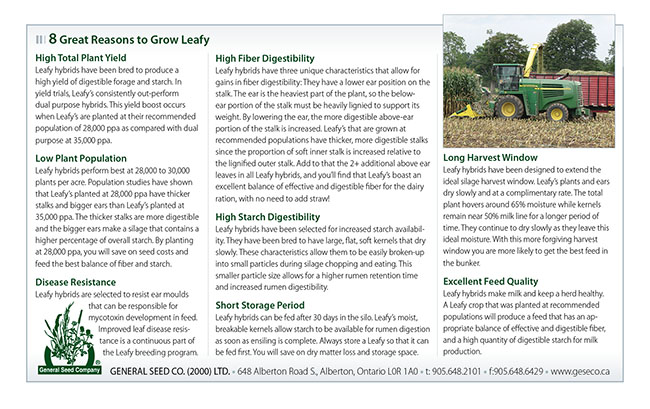 8 Great Reasons to Grow Leafy
High Total Plant Yield
Leafy hybrids have been bred to produce a
high yield of digestible forage and starch. In
yield trials, Leafy's consistently out-perform
dual purpose hybrids. This yield boost occurs
when Leafy's are planted at their recommended
population of 28,000 ppa as compared with dual
purpose at 35,000 ppa.
Low Plant Population
Leafy hybrids perform best at 28,000 to 30,000
plants per acre. Population studies have shown
that Leafy's planted at 28,000 ppa have thicker
stalks and bigger ears than Leafy's planted at
35,000 ppa. The thicker stalks are more digestible
and the bigger ears make a silage that contains a
higher percentage of overall starch. By planting
at 28,000 ppa, you will save on seed costs and
feed the best balance of fiber and starch.
Disease Resistance
Leafy hybrids are selected to resist ear moulds
that can be responsible for
mycotoxin development in feed.
Improved leaf disease resis-
tance is a continuous part of
the Leafy breeding program.
High Fiber Digestibility
Leafy hybrids have three unique characteristics that allow for
gains in fiber digestibility: They have a lower ear position on the
stalk. The ear is the heaviest part of the plant, so the below-
ear portion of the stalk must be heavily lignied to support its
weight. By lowering the ear, the more digestible above-ear
portion of the stalk is increased. Leafy's that are grown at
recommended populations have thicker, more digestible stalks
since the proportion of soft inner stalk is increased relative to
the lignified outer stalk. Add to that the 2+ additional above ear
leaves in all Leafy hybrids, and you'll find that Leafy's boast an
excellent balance of effective and digestible fiber for the dairy
ration, with no need to add straw!
High Starch Digestibility
Leafy hybrids have been selected for increased starch availabil-
ity. They have been bred to have large, flat, soft kernels that dry
slowly. These characteristics allow them to be easily broken-up
into small particles during silage chopping and eating. This
smaller particle size allows for a higher rumen retention time
and increased rumen digestibility.
Short Storage Period
Leafy hybrids can be fed after 30 days in the silo. Leafy's moist,
breakable kernels allow starch to be available for rumen digestion
as soon as ensiling is complete. Always store a Leafy so that it can
be fed first. You will save on dry matter loss and storage space.
Long Harvest Window
Leafy hybrids have been designed to extend the
ideal silage harvest window. Leafy's plants and ears
dry slowly and at a complimentary rate. The total
plant hovers around 65% moisture while kernels
remain near 50% milk line for a longer period of
time. They continue to dry slowly as they leave this
ideal moisture. With this more forgiving harvest
window you are more likely to get the best feed in
the bunker.
Excellent Feed Quality
Leafy hybrids make milk and keep a herd healthy.
A Leafy crop that was planted at recommended
populations will produce a feed that has an ap-
propriate balance of effective and digestible fiber,
and a high quantity of digestible starch for milk
production.
General Seed Company ®
GENERAL SEED CO. (2000) LTD. • 648 Alberton Road S., Alberton, Ontario L0R 1A0 • t: 905.648.2101 • f:905.648.6429 • www.geseco.ca